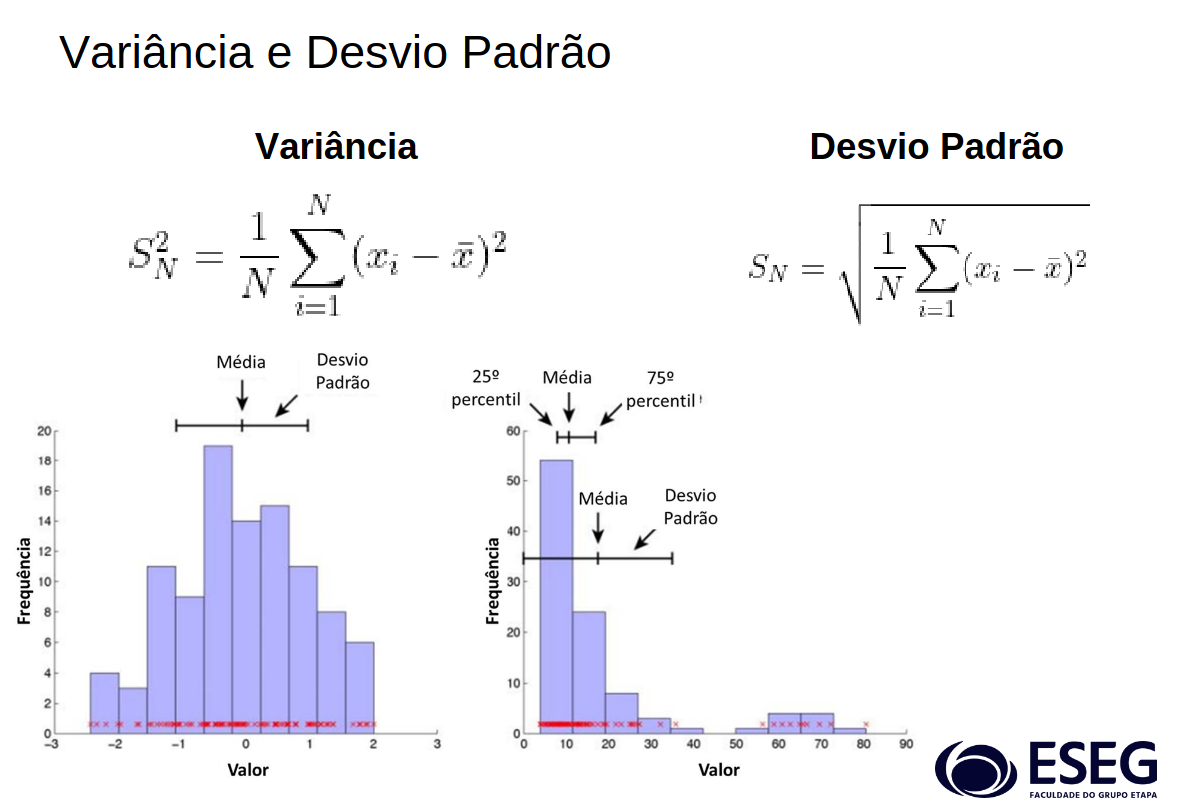 Variância e Desvio Padrão
Variância
Desvio Padrão
S_N^2 = \frac{1}{N} \sum_{i=1}^{N} (x_i - \bar{x})^2
S_N = \sqrt{\frac{1}{N} \sum_{i=1}^{N} (x_i - \bar{x})^2}
Média
Desvio
Padrão
20
18
16
14
12
10
8
6
4
2
0
Frequência
−3
−2
−1
0
1
2
3
Valor
25º
percentil
Média
75º
percentil
Média
Desvio
Padrão
60
50
40
30
20
10
0
Frequência
0
10
20
30
40
50
60
70
80
90
Valor
ESEG
FACULDADE DO GRUPO ETAPA